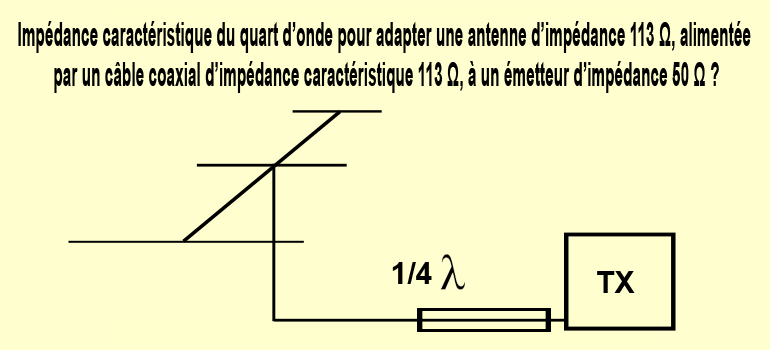 Impédance caractéristique du quart d’onde pour adapter une antenne d’impédance 113 Ω, alimentée
par un câble coaxial d’impédance caractéristique 113 Ω, à un émetteur d’impédance 50 Ω ?
1/4 λ
TX